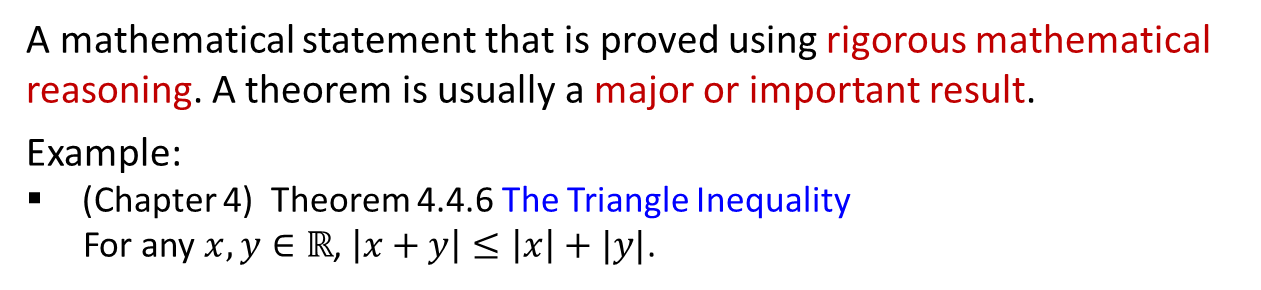 A mathematical statement that is proved using rigorous mathematical
reasoning. A theorem is usually a major or important result.
Example:
▪ (Chapter 4) Theorem 4.4.6 The Triangle Inequality
For any 𝑥, 𝑦 ∈ ℝ, |𝑥 + 𝑦| ≤ |𝑥| + |𝑦|.